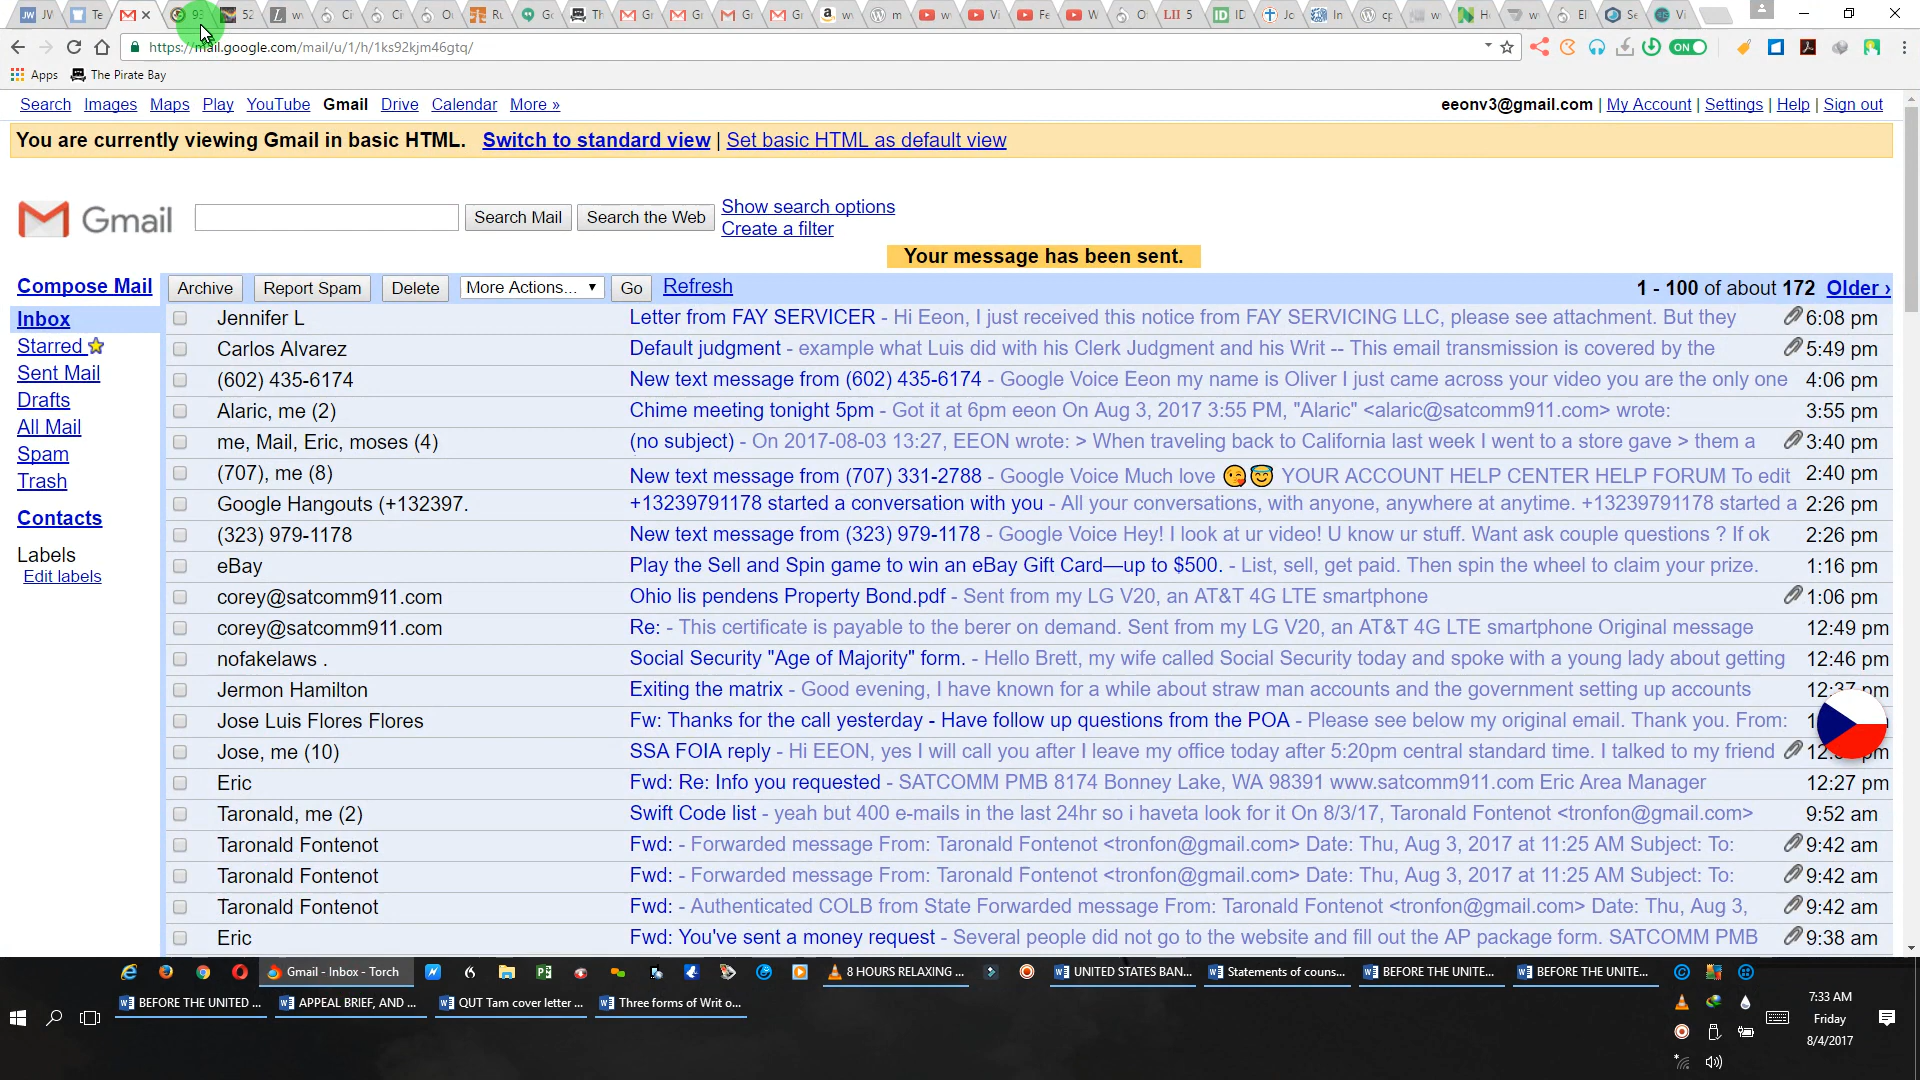 JW
Te
93
52
w
Ci
Ci
O
Ru
Go
Th
Gr
Gr
Gr
Gr
w
m
w
Vi
Fe
W
O
5
ID
Jo
In
cp
w
H
w
El
Se
Vi
https://mail.google.com/mail/u/1/h/1ks92kjm46gtq/
ON
Apps The Pirate Bay
Search Images Maps Play YouTube Gmail Drive Calendar More »
eeonv3@gmail.com | My Account | Settings | Help | Sign out
You are currently viewing Gmail in basic HTML. Switch to standard view | Set basic HTML as default view
Gmail Search Mail Search the Web Show search options
Create a filter
Your message has been sent.
Compose Mail
Inbox
Starred
Sent Mail
Drafts
All Mail
Spam
Trash
Contacts
Labels
Edit labels
Archive Report Spam Delete More Actions... Go Refresh 1 - 100 of about 172 Older ›
Jennifer L Letter from FAY SERVICER - Hi Eeon, I just received this notice from FAY SERVICING LLC, please see attachment. But they 6:08 pm
Carlos Alvarez Default judgment - example what Luis did with his Clerk Judgment and his Writ -- This email transmission is covered by the 5:49 pm
(602) 435-6174 New text message from (602) 435-6174 - Google Voice Eeon my name is Oliver I just came across your video you are the only one 4:06 pm
Alaric, me (2) Chime meeting tonight 5pm - Got it at 6pm eeon On Aug 3, 2017 3:55 PM, "Alaric" <alaric@satcomm911.com> wrote: 3:55 pm
me, Mail, Eric, moses (4) (no subject) - On 2017-08-03 13:27, EEON wrote: > When traveling back to California last week I went to a store gave > them a 3:40 pm
(707), me (8) New text message from (707) 331-2788 - Google Voice Much love 😘😇 YOUR ACCOUNT HELP CENTER HELP FORUM To edit 2:40 pm
Google Hangouts (+132397. +13239791178 started a conversation with you - All your conversations, with anyone, anywhere at anytime. +13239791178 started a 2:26 pm
(323) 979-1178 New text message from (323) 979-1178 - Google Voice Hey! I look at ur video! U know ur stuff. Want ask couple questions ? If ok 2:26 pm
eBay Play the Sell and Spin game to win an eBay Gift Card—up to $500. - List, sell, get paid. Then spin the wheel to claim your prize. 1:16 pm
corey@satcomm911.com Ohio lis pendens Property Bond.pdf - Sent from my LG V20, an AT&T 4G LTE smartphone 1:06 pm
corey@satcomm911.com Re: - This certificate is payable to the berer on demand. Sent from my LG V20, an AT&T 4G LTE smartphone Original message 12:49 pm
nofakelaws . Social Security "Age of Majority" form. - Hello Brett, my wife called Social Security today and spoke with a young lady about getting 12:46 pm
Jermon Hamilton Exiting the matrix - Good evening, I have known for a while about straw man accounts and the government setting up accounts 12:37 pm
Jose Luis Flores Flores Fw: Thanks for the call yesterday - Have follow up questions from the POA - Please see below my original email. Thank you. From:
Jose, me (10) SSA FOIA reply - Hi EEON, yes I will call you after I leave my office today after 5:20pm central standard time. I talked to my friend
Eric Fwd: Re: Info you requested - SATCOMM PMB 8174 Bonney Lake, WA 98391 www.satcomm911.com Eric Area Manager 12:27 pm
Taronald, me (2) Swift Code list - yeah but 400 e-mails in the last 24hr so i haveta look for it On 8/3/17, Taronald Fontenot <tronfon@gmail.com> 9:52 am
Taronald Fontenot Fwd: - Forwarded message From: Taronald Fontenot <tronfon@gmail.com> Date: Thu, Aug 3, 2017 at 11:25 AM Subject: To: 9:42 am
Taronald Fontenot Fwd: - Forwarded message From: Taronald Fontenot <tronfon@gmail.com> Date: Thu, Aug 3, 2017 at 11:25 AM Subject: To: 9:42 am
Taronald Fontenot Fwd: - Authenticated COLB from State Forwarded message From: Taronald Fontenot <tronfon@gmail.com> Date: Thu, Aug 3, 9:42 am
Eric Fwd: You've sent a money request - Several people did not go to the website and fill out the AP package form. SATCOMM PMB 9:38 am
Gmail - Inbox - Torch 8 HOURS RELAXING ... UNITED STATES BAN... Statements of couns... BEFORE THE UNITE... BEFORE THE UNITE...
BEFORE THE UNITED ... APPEAL BRIEF, AND ... QUT Tam cover letter ... Three forms of Writ o...
7:33 AM
Friday
8/4/2017